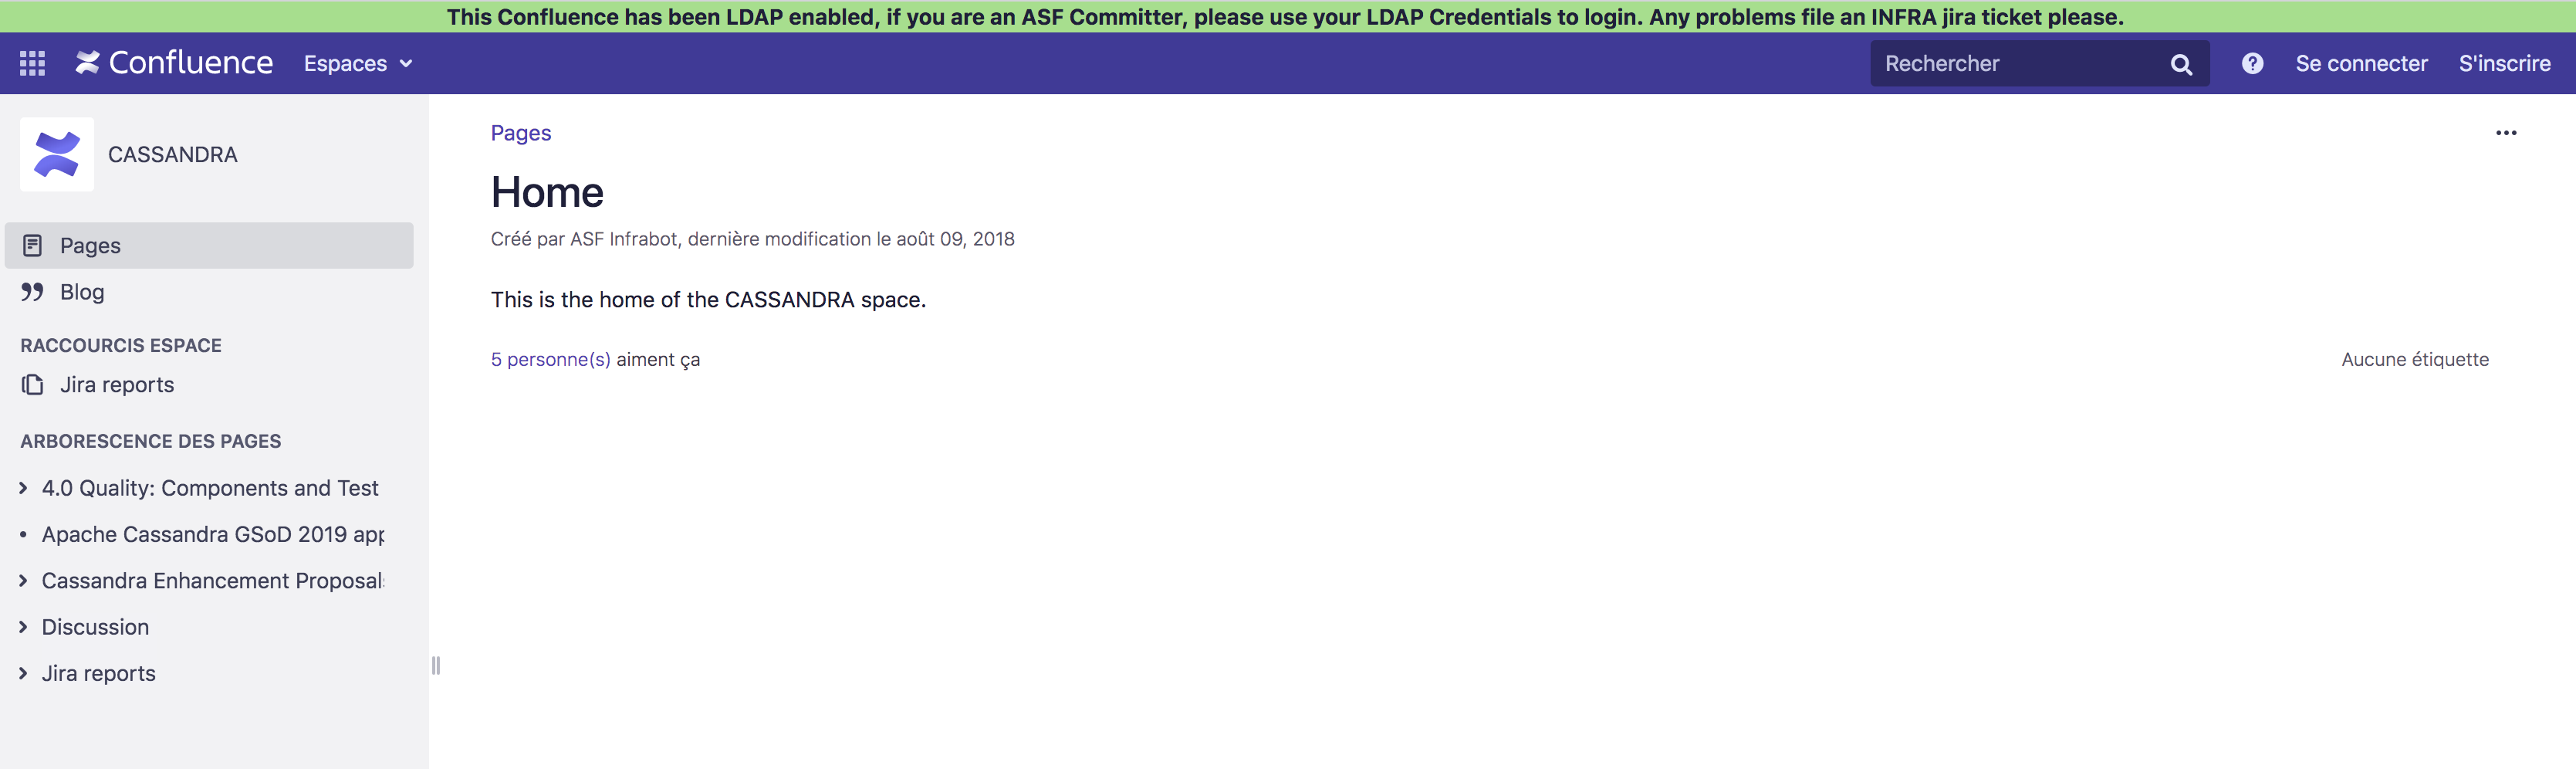 This Confluence has been LDAP enabled, if you are an ASF Committer, please use your LDAP Credentials to login. Any problems file an INFRA jira ticket please.
Confluence Espaces Rechercher Se connecter S'inscrire
CASSANDRA
Pages
Blog
RACCOURCIS ESPACE
Jira reports
ARBORESCENCE DES PAGES
4.0 Quality: Components and Test
Apache Cassandra GSoD 2019 app
Cassandra Enhancement Proposals
Discussion
Jira reports
Pages
Home
Créé par ASF Infrabot, dernière modification le août 09, 2018
This is the home of the CASSANDRA space.
5 personne(s) aiment ça
Aucune étiquette